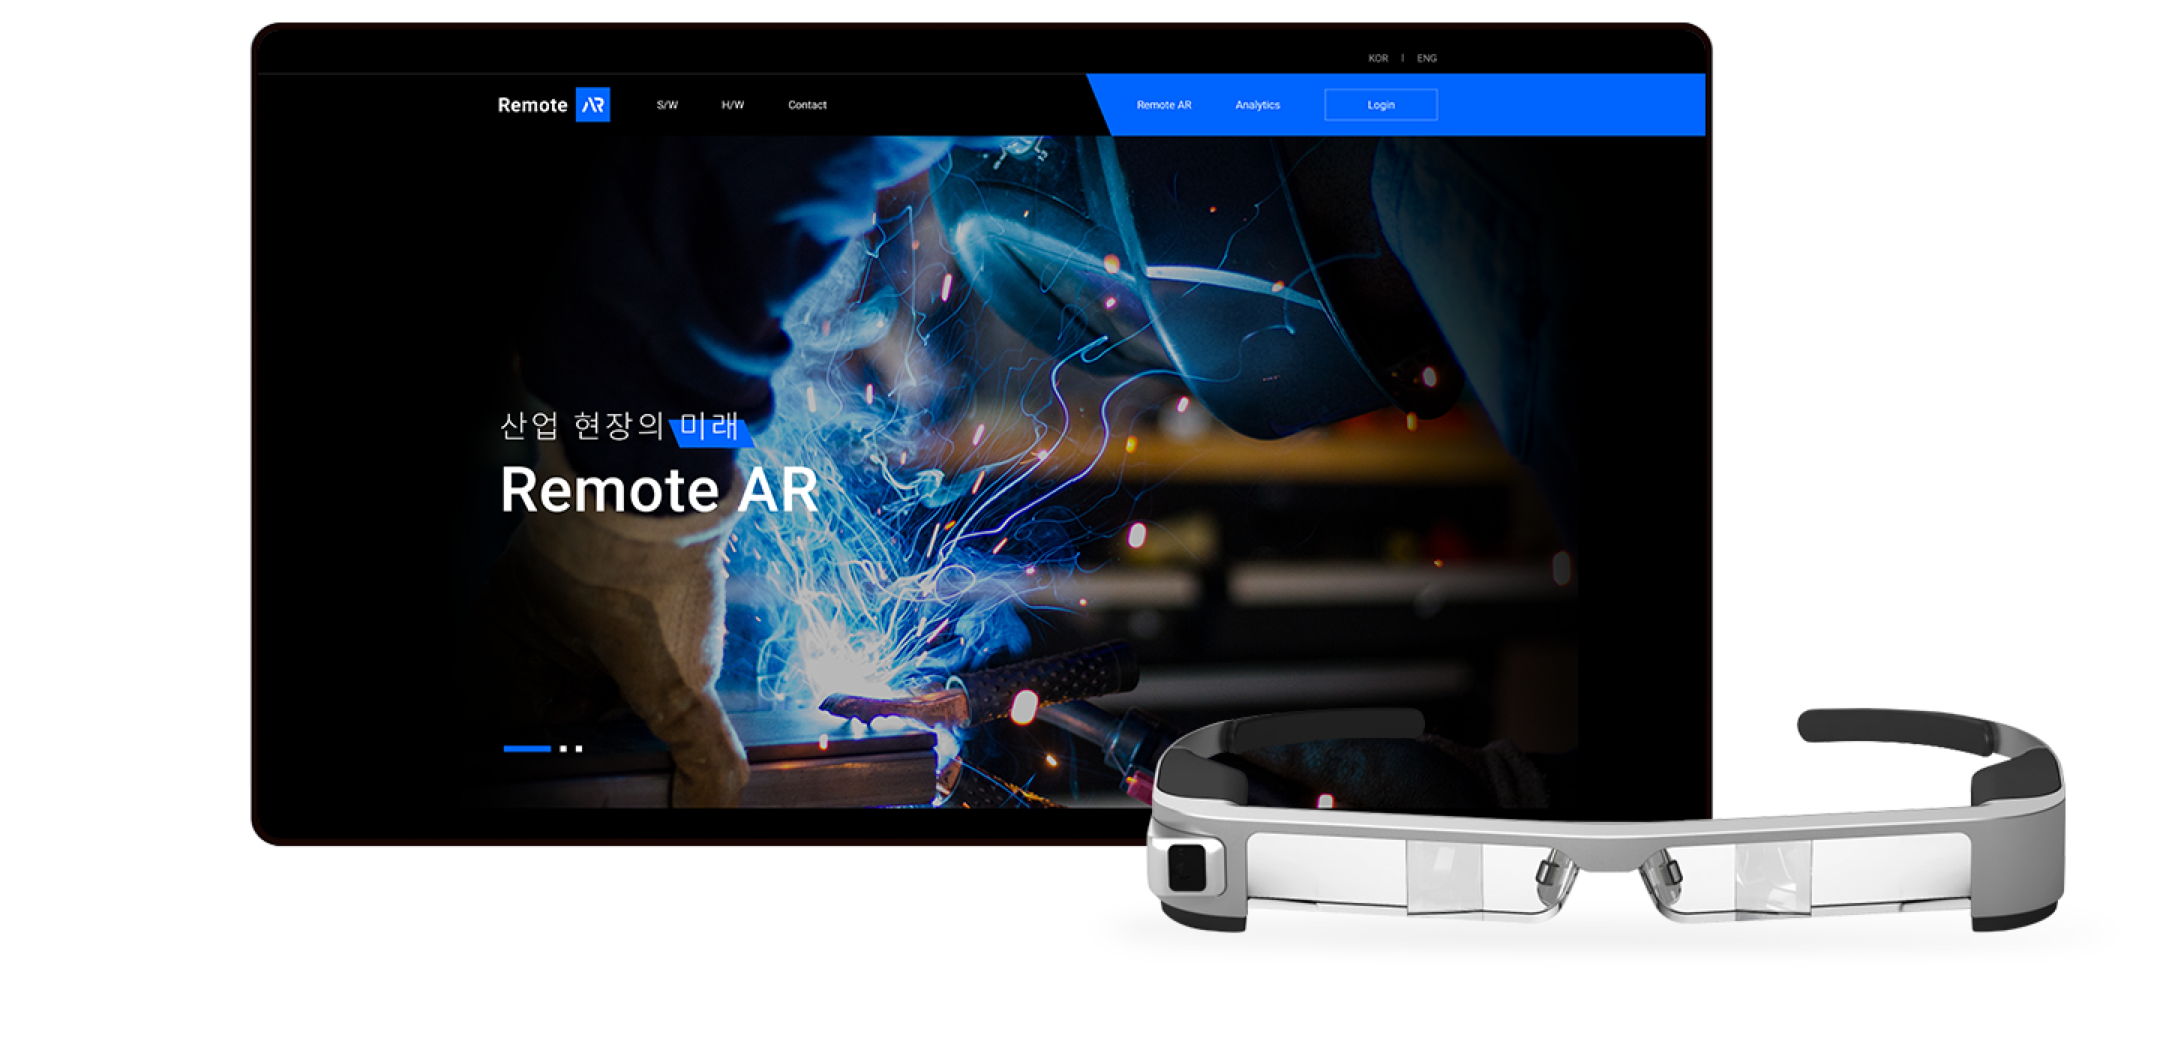 KOR | ENG
Remote AR S/W H/W Contact Remote AR Analytics Login
산업 현장의 미래
Remote AR